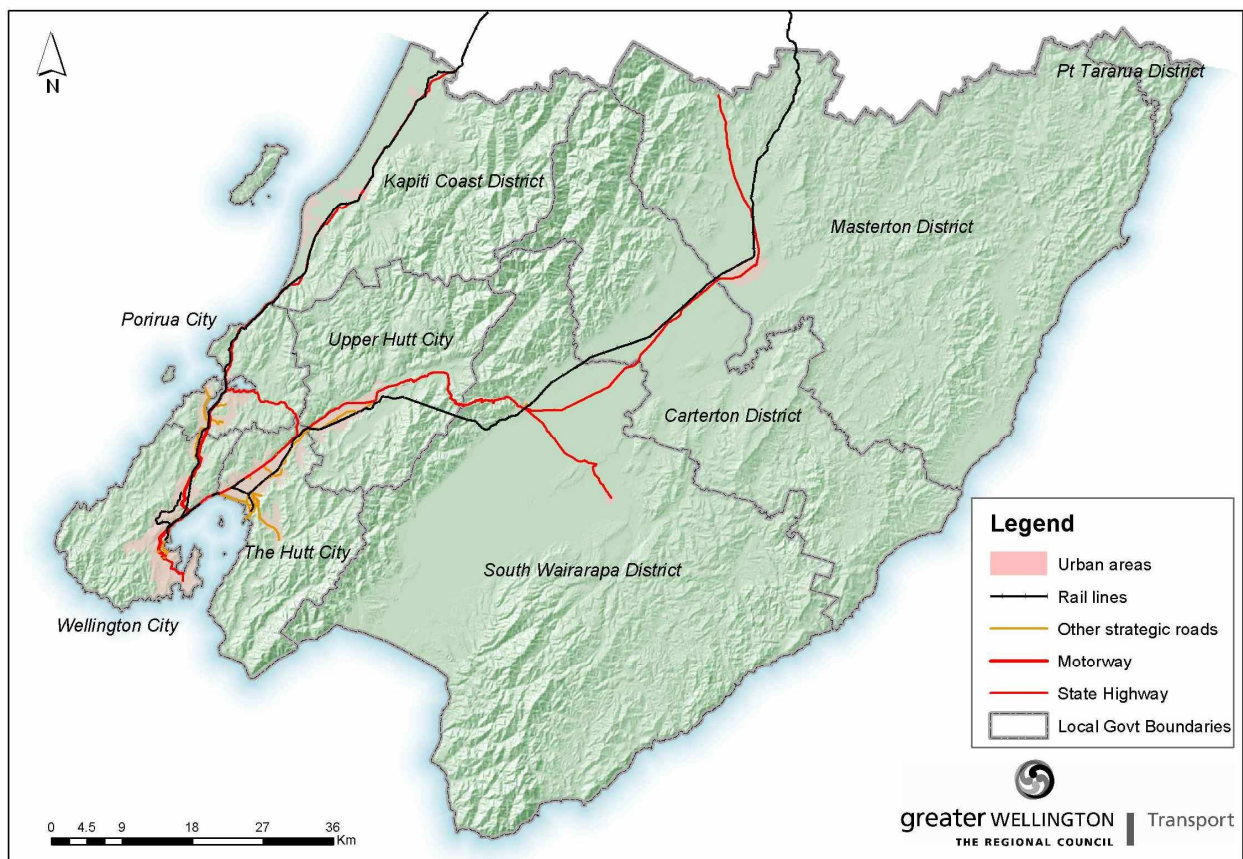 N
Pt Tararua District
Kapiti Coast District
Masterton District
Porirua City
Upper Hutt City
Carterton District
The Hutt City
South Wairarapa District
Wellington City
Legend
Urban areas
Rail lines
Other strategic roads
Motorway
State Highway
Local Govt Boundaries
0 4.5 9 18 27 36
Km
greater WELLINGTON
THE REGIONAL COUNCIL
Transport